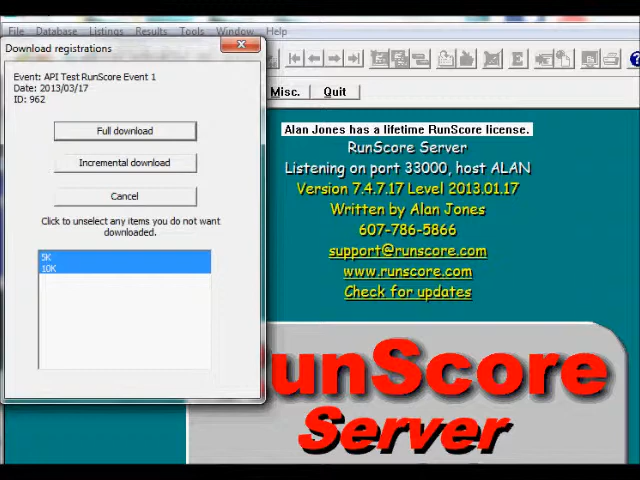 File Database Listings Results Tools Window Help
Download registrations
Event: API Test RunScore Event 1
Date: 2013/03/17
ID: 962
Full download
Incremental download
Cancel
Click to unselect any items you do not want
downloaded.
5K
10K
E
?
Misc. Quit
Alan Jones has a lifetime RunScore license.
RunScore Server
Listening on port 33000, host ALAN
Version 7.4.7.17 Level 2013.01.17
Written by Alan Jones
607-786-5866
support@runscore.com
www.runscore.com
Check for updates
unScore
Server